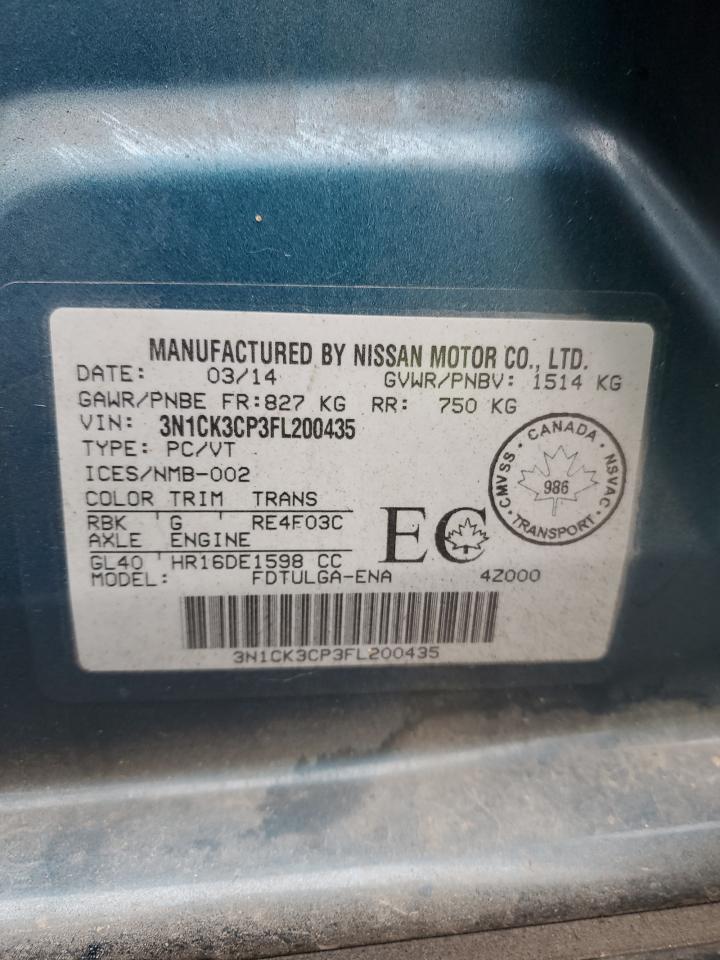 MANUFACTURED BY NISSAN MOTOR CO., LTD.
DATE: 03/14 GVWR/PNBV: 1514 KG
GAWR/PNBE FR:827 KG RR: 750 KG
VIN: 3N1CK3CP3FL200435
TYPE: PC/VT
ICES/NMB-002
COLOR TRIM TRANS
RBK G RE4F03C
AXLE ENGINE
GL40 HR16DE1598 CC
MODEL: FDTULGA-ENA 4Z000
3N1CK3CP3FL200435
EC
CANADA
CMVSS · NSVAC
986
TRANSPORT